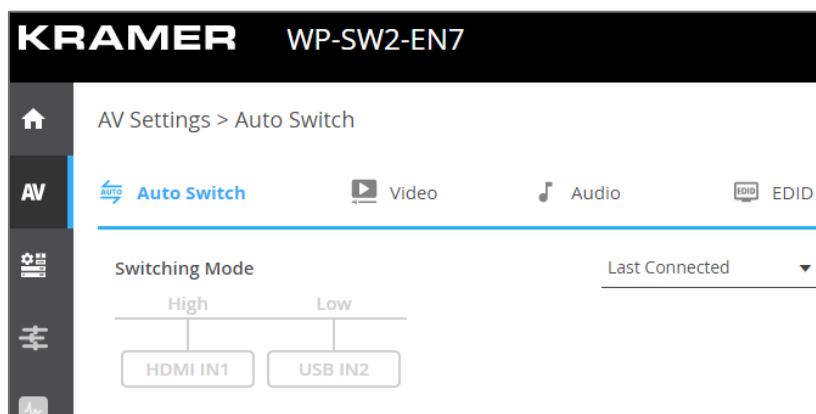 KRAMER WP-SW2-EN7
AV Settings > Auto Switch
AV
AUTO Auto Switch Video Audio EDID EDID
Switching Mode Last Connected
High Low
HDMI IN1 USB IN2